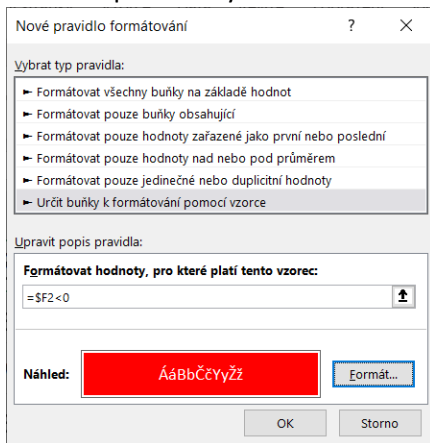 Nové pravidlo formátování ? ×
Vybrat typ pravidla:
► Formátovat všechny buňky na základě hodnot
► Formátovat pouze buňky obsahující
► Formátovat pouze hodnoty zařazené jako první nebo poslední
► Formátovat pouze hodnoty nad nebo pod průměrem
► Formátovat pouze jedinečné nebo duplicitní hodnoty
► Určit buňky k formátování pomocí vzorce
Upravit popis pravidla:
Formátovat hodnoty, pro které platí tento vzorec:
=$F2<0
Náhled: ÁáBbČčYyŽž Formát...
OK Storno